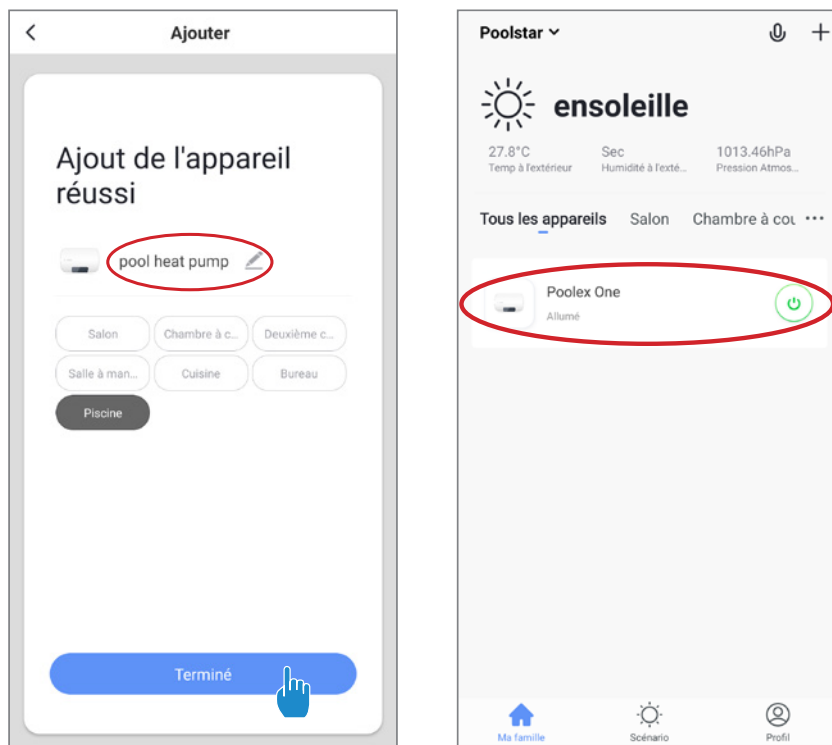 Ajouter
Ajout de l'appareil
réussi
pool heat pump
Salon
Chambre à c...
Deuxième c...
Salle à man...
Cuisine
Bureau
Piscine
Terminé
Poolstar
ensoleille
27.8°C
Sec
1013.46hPa
Temp à l'extérieur
Humidité à l'exté...
Pression Atmos...
Tous les appareils
Salon
Chambre à cou
Poolex One
Allumé
Ma famille
Scénario
Profil